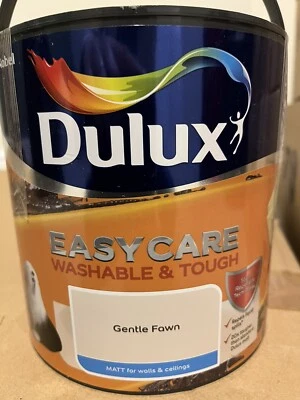 Dulux
EASYCARE
WASHABLE & TOUGH
Gentle Fawn
MATT for walls & ceilings